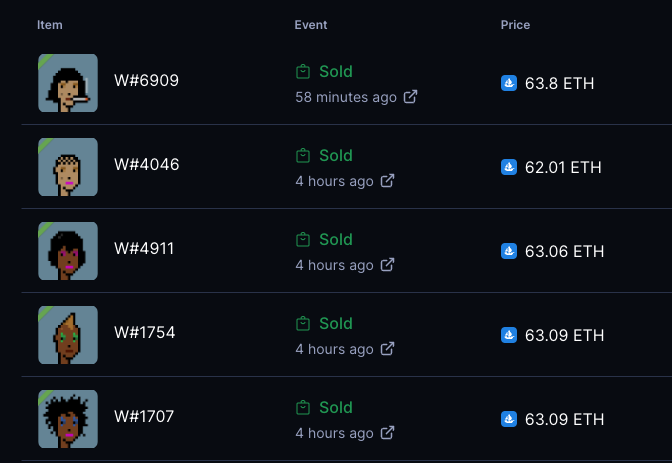 Item Event Price
W#6909 Sold 63.8 ETH
58 minutes ago
W#4046 Sold 62.01 ETH
4 hours ago
W#4911 Sold 63.06 ETH
4 hours ago
W#1754 Sold 63.09 ETH
4 hours ago
W#1707 Sold 63.09 ETH
4 hours ago